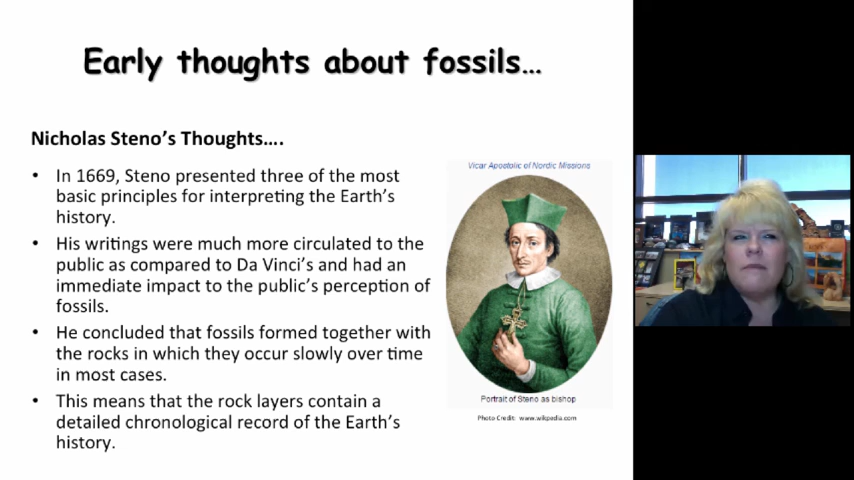 Early thoughts about fossils...
Nicholas Steno's Thoughts....
• In 1669, Steno presented three of the most
basic principles for interpreting the Earth's
history.
• His writings were much more circulated to the
public as compared to Da Vinci's and had an
immediate impact to the public's perception of
fossils.
• He concluded that fossils formed together with
the rocks in which they occur slowly over time
in most cases.
• This means that the rock layers contain a
detailed chronological record of the Earth's
history.
Vicar Apostolic of Nordic Missions
Portrait of Steno as bishop
Photo Credit: www.wikpedia.com